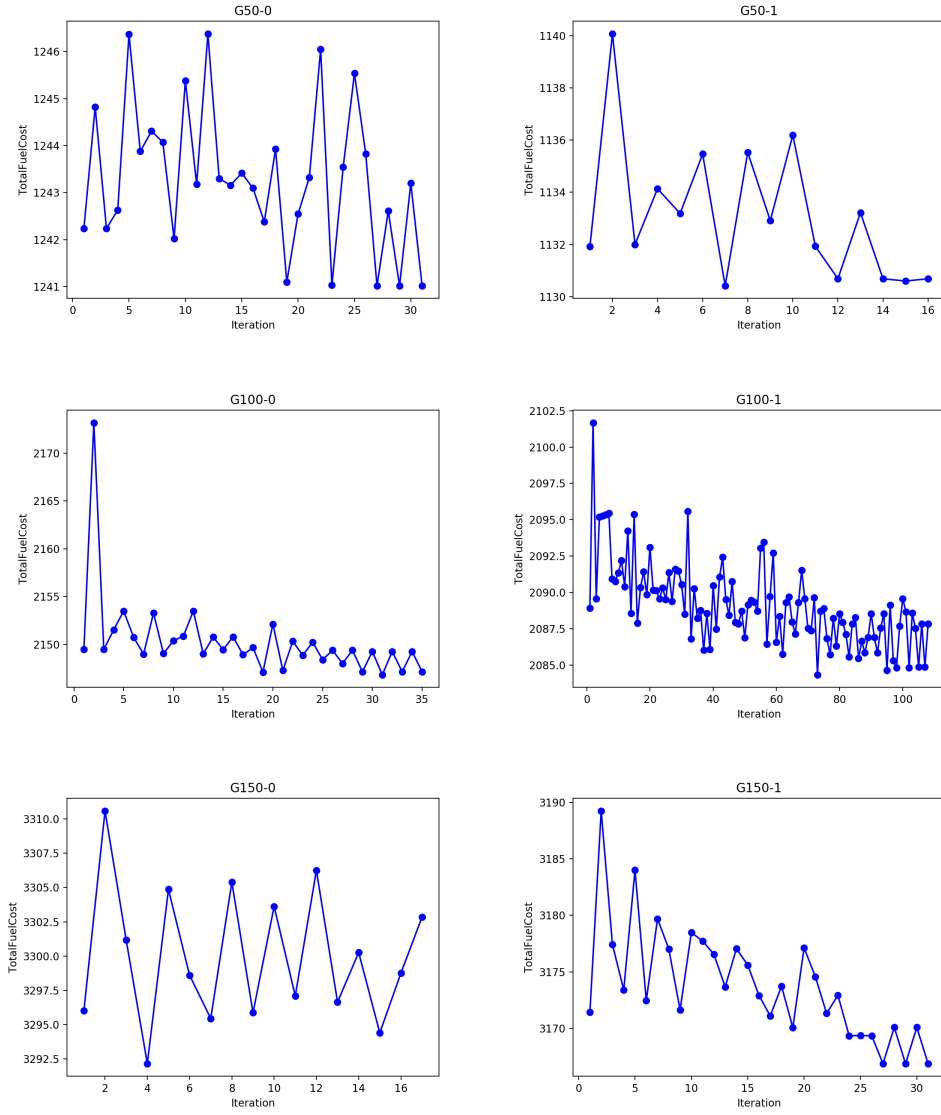 G50-0
TotalFuelCost
1246
1245
1244
1243
1242
1241
0 5 10 15 20 25 30
Iteration
G50-1
TotalFuelCost
1140
1138
1136
1134
1132
1130
2 4 6 8 10 12 14 16
Iteration
G100-0
TotalFuelCost
2170
2165
2160
2155
2150
0 5 10 15 20 25 30 35
Iteration
G100-1
TotalFuelCost
2102.5
2100.0
2097.5
2095.0
2092.5
2090.0
2087.5
2085.0
0 20 40 60 80 100
Iteration
G150-0
TotalFuelCost
3310.0
3307.5
3305.0
3302.5
3300.0
3297.5
3295.0
3292.5
2 4 6 8 10 12 14 16
Iteration
G150-1
TotalFuelCost
3190
3185
3180
3175
3170
0 5 10 15 20 25 30
Iteration